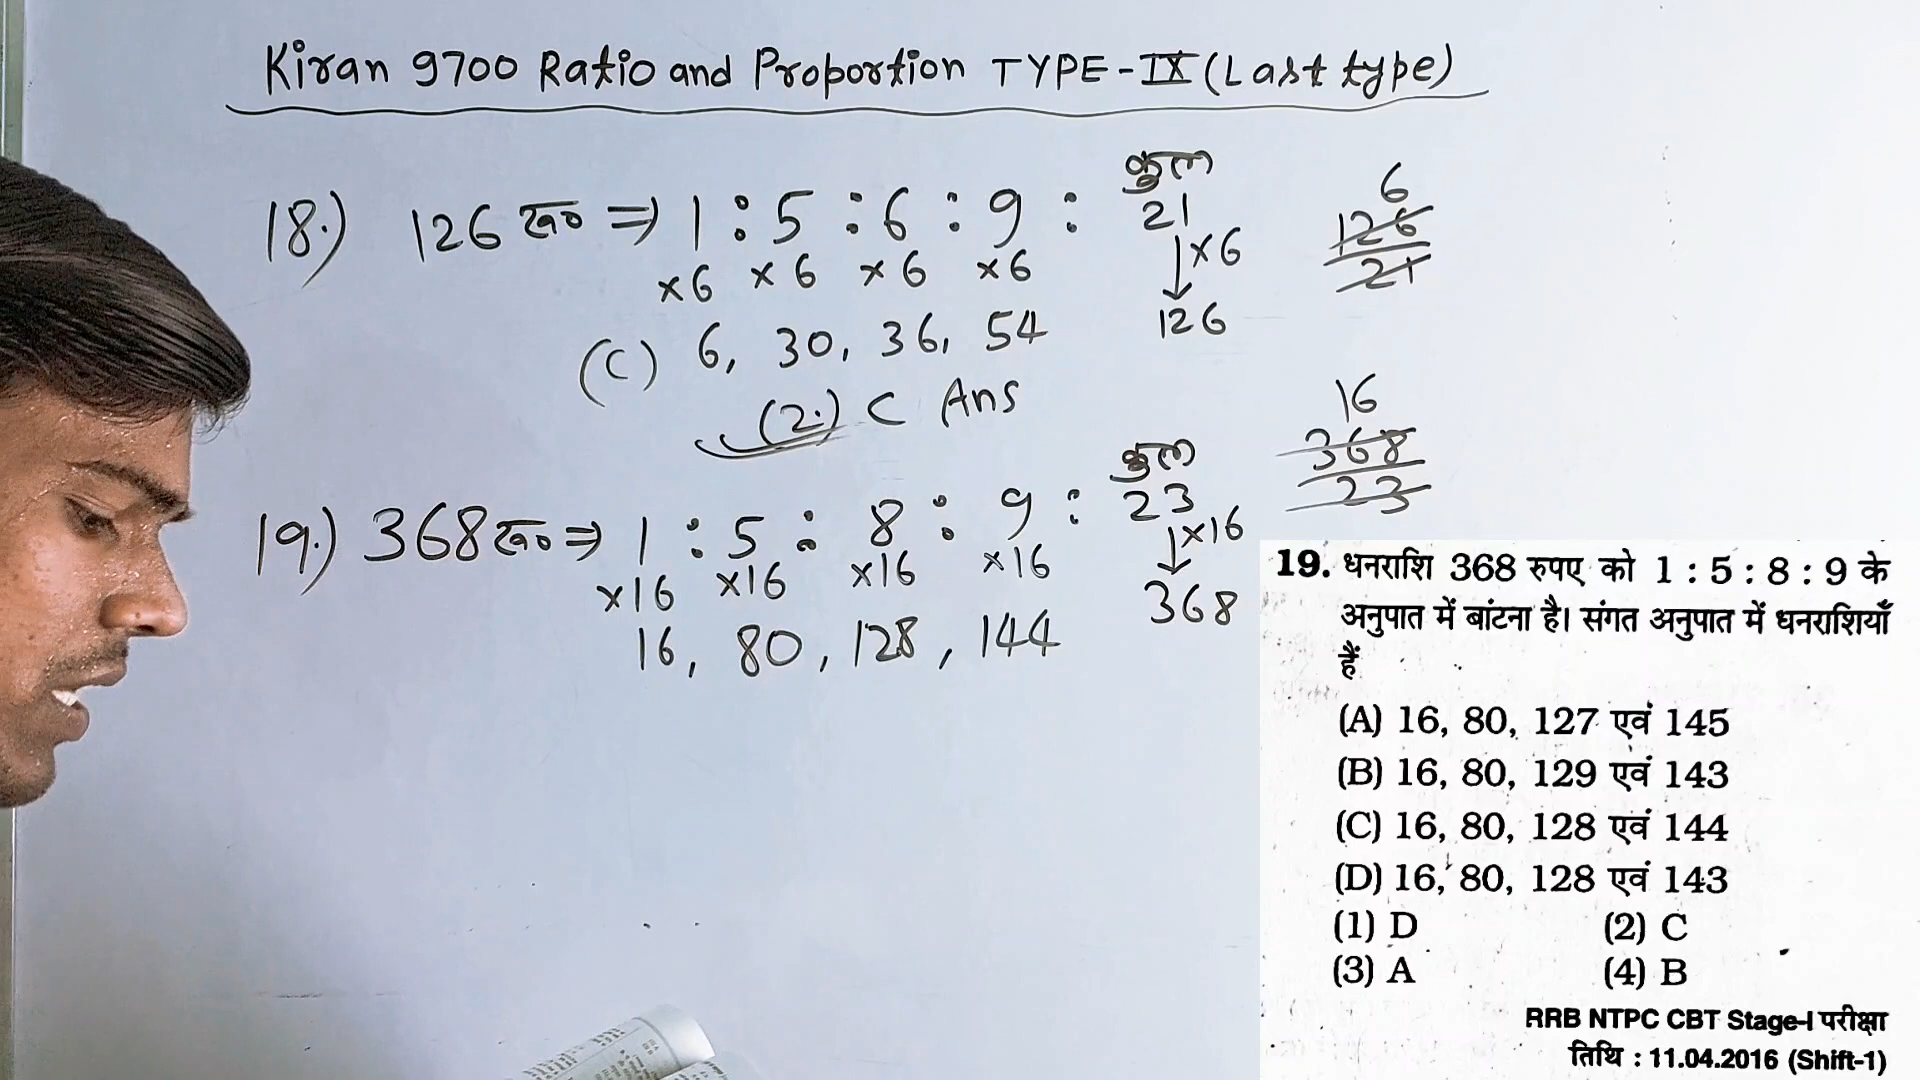 Kiran 9700 Ratio and Proportion TYPE-IX (Last type)
18.) 126 रू० ⇒ 1 : 5 : 6 : 9 : कुल 21
×6 ×6 ×6 ×6 ↓×6
126
6
126
21
(C) 6, 30, 36, 54
(2.) C Ans
19.) 368 रू० ⇒ 1 : 5 : 8 : 9 : कुल 23
×16 ×16 ×16 ×16 ↓×16
368
16
368
23
16, 80, 128, 144
19. धनराशि 368 रुपए को 1 : 5 : 8 : 9 के
अनुपात में बांटना है। संगत अनुपात में धनराशियाँ
हैं
(A) 16, 80, 127 एवं 145
(B) 16, 80, 129 एवं 143
(C) 16, 80, 128 एवं 144
(D) 16, 80, 128 एवं 143
(1) D (2) C
(3) A (4) B
RRB NTPC CBT Stage-I परीक्षा
तिथि : 11.04.2016 (Shift-1)